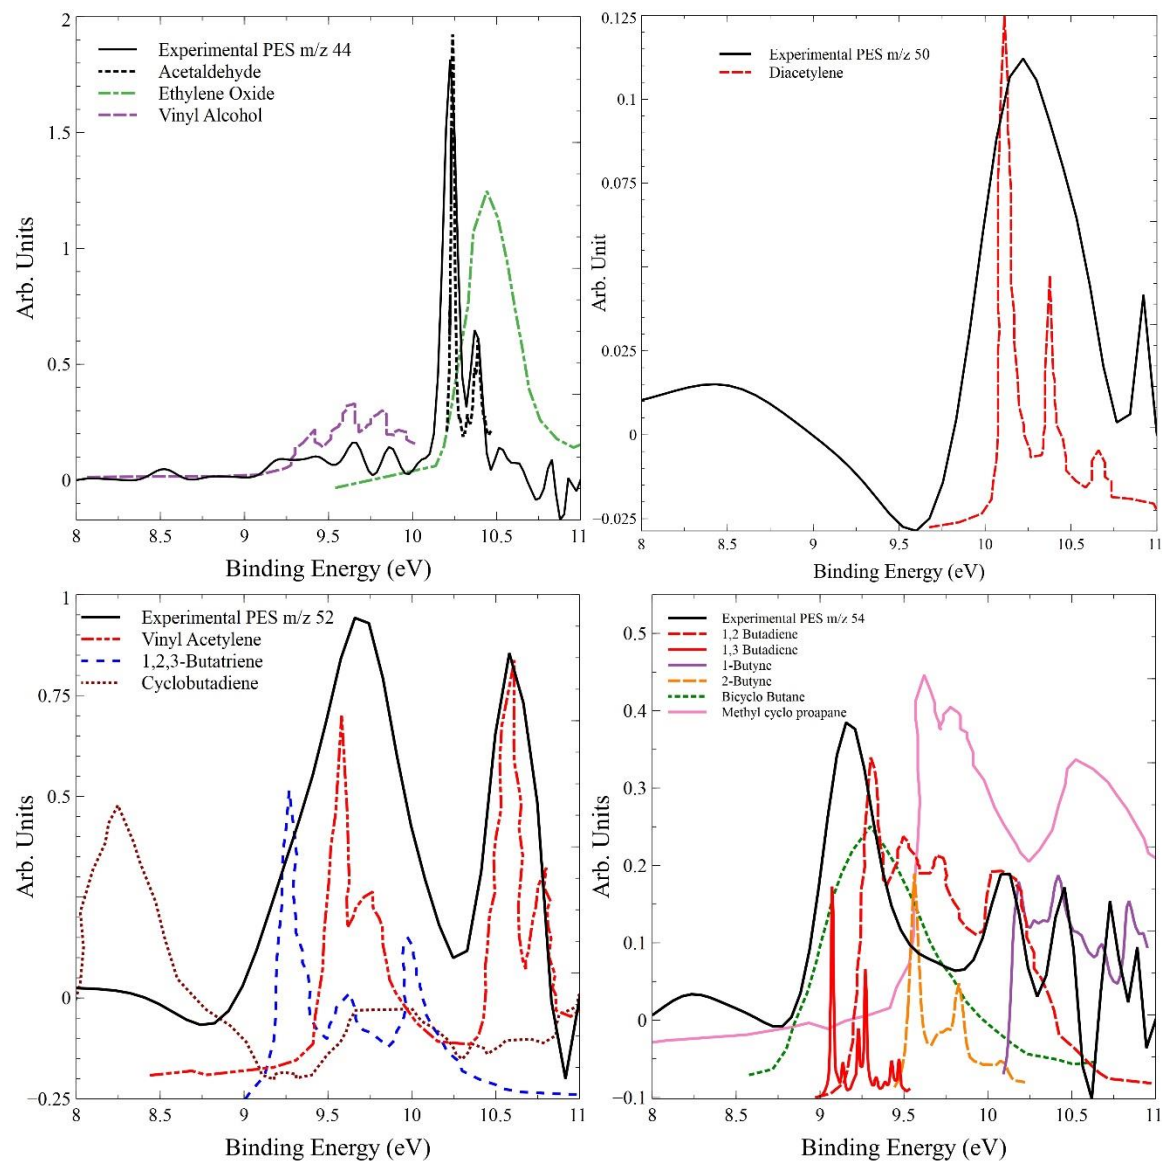 2
1.5
1
0.5
0
Arb. Units
Experimental PES m/z 44
Acetaldehyde
Ethylene Oxide
Vinyl Alcohol
8 8.5 9 9.5 10 10.5 11
Binding Energy (eV)
0.125
0.1
0.075
0.025
0
−0.025
Arb. Unit
Experimental PES m/z 50
Diacetylene
8 8.5 9 9.5 10 10.5 11
Binding Energy (eV)
1
0.75
0.5
0.25
0
−0.25
Arb. Units
Experimental PES m/z 52
Vinyl Acetylene
1,2,3-Butatriene
Cyclobutadiene
8 8.5 9 9.5 10 10.5 11
Binding Energy (eV)
0.5
0.4
0.3
0.2
0.1
0
−0.1
Arb. Units
Experimental PES m/z 54
1,2 Butadiene
1,3 Butadiene
1-Butyne
2-Butyne
Bicyclo Butane
Methyl cyclo proapane
8 9 9.5 10 10.5 11
Binding Energy (eV)